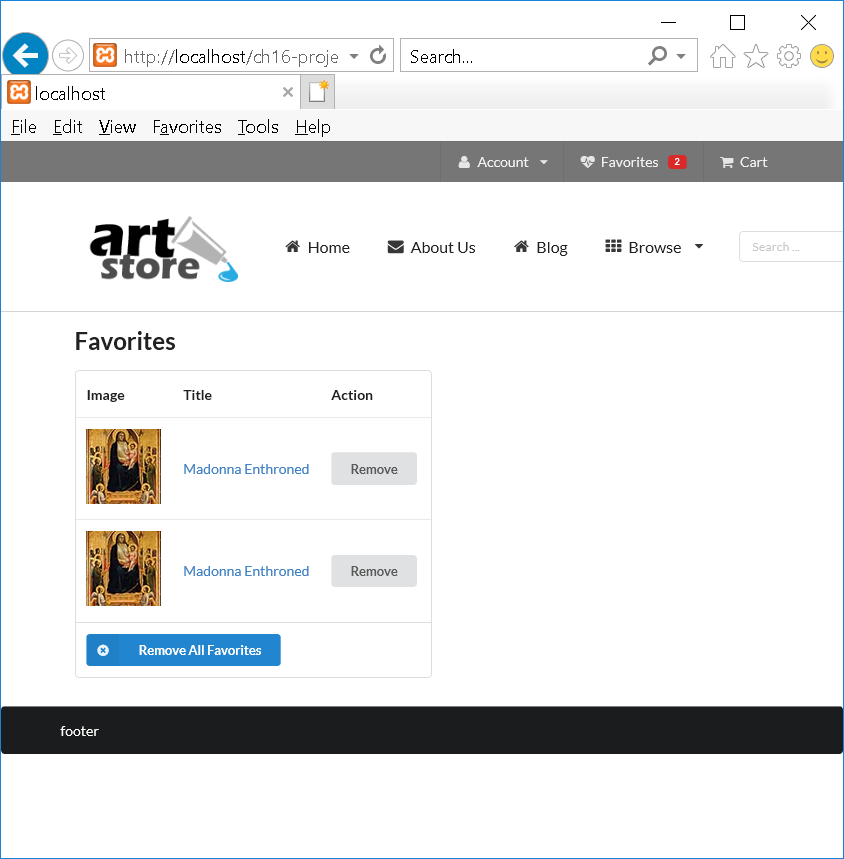 http://localhost/ch16-proje
Search...
localhost
File Edit View Favorites Tools Help
Account Favorites 2 Cart
art
store
Home About Us Blog Browse Search ...
Favorites
Image Title Action
Madonna Enthroned Remove
Madonna Enthroned Remove
Remove All Favorites
footer